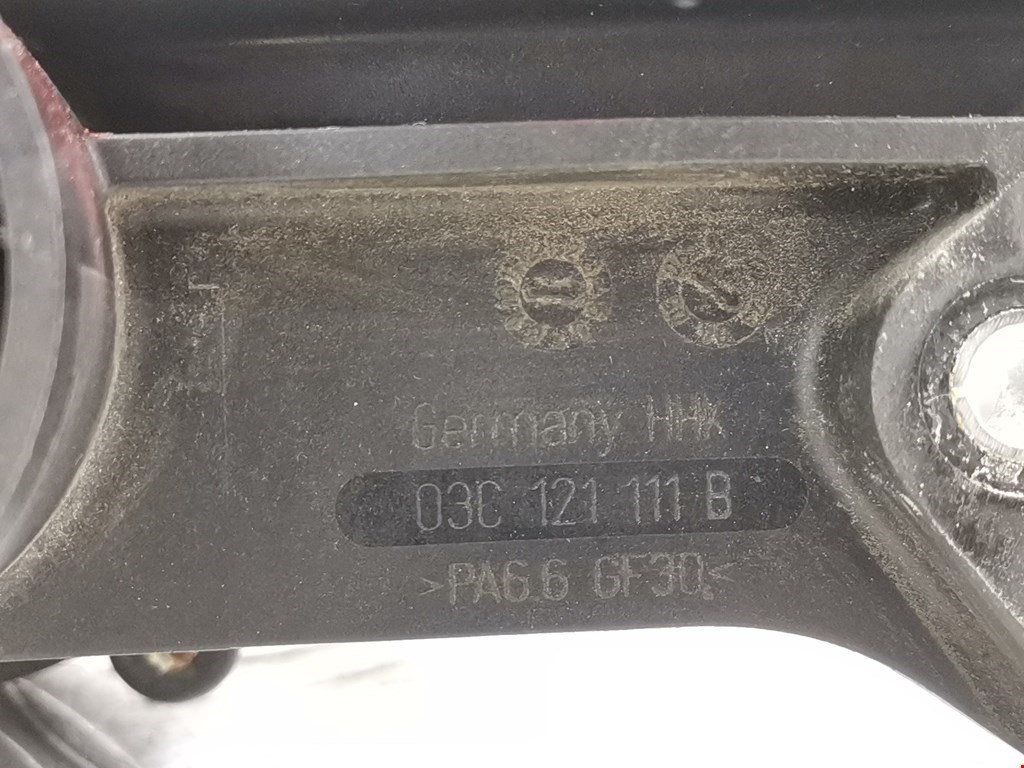 Germany HHK
03C 121 111 B
>PA6.6 GF30<